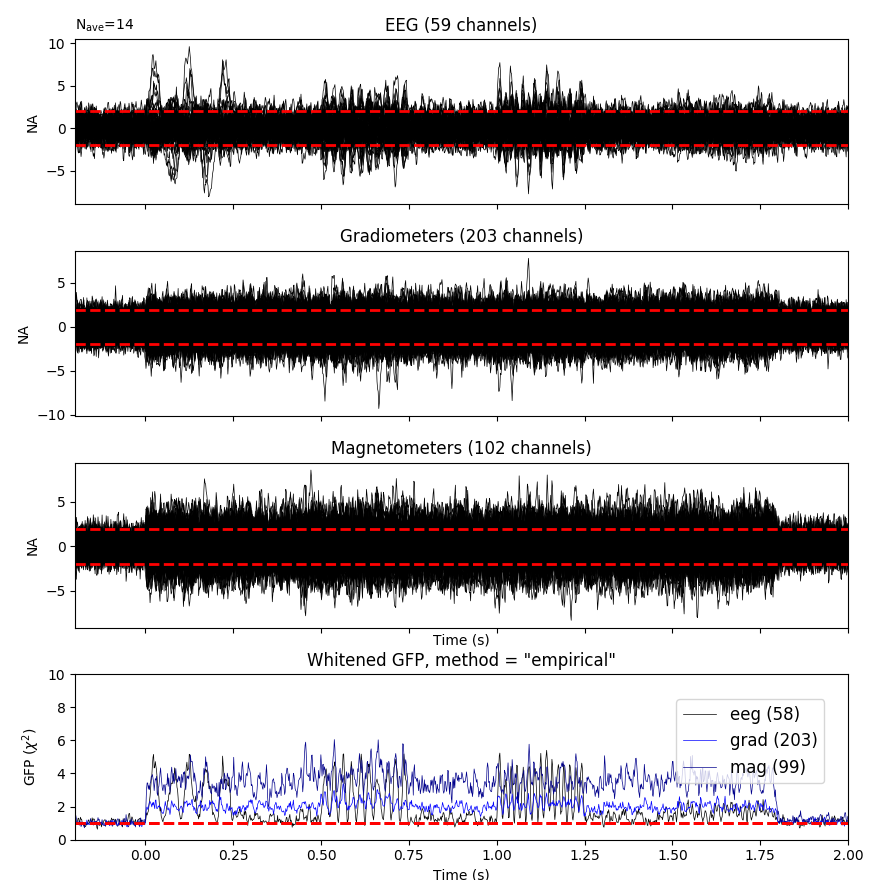 N_ave=14
EEG (59 channels)
10
5
0
−5
NA
Gradiometers (203 channels)
5
0
−5
−10
NA
Magnetometers (102 channels)
5
0
−5
NA
Time (s)
Whitened GFP, method = "empirical"
10
8
6
4
2
0
GFP (χ²)
eeg (58)
grad (203)
mag (99)
0.00 0.25 0.50 0.75 1.00 1.25 1.50 1.75 2.00
Time (s)